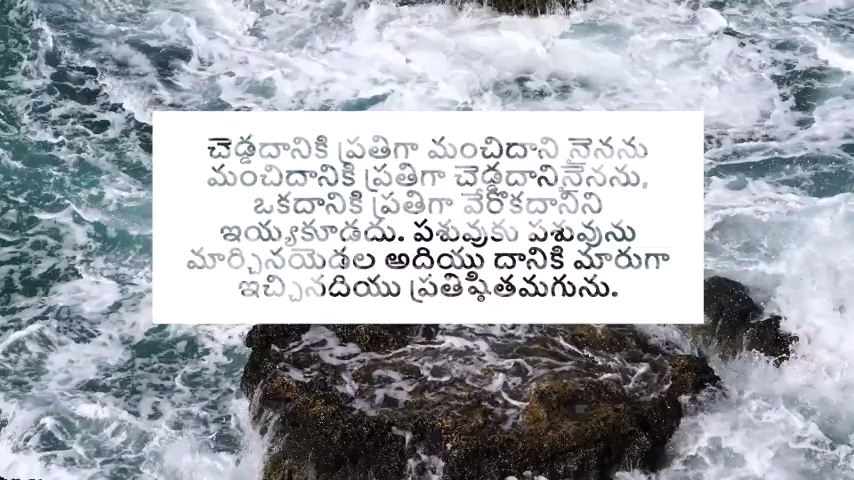 చెడ్డదానికి ప్రతిగా మంచిదాని నైనను
మంచిదానికి ప్రతిగా చెడ్డదానినైనను,
ఒకదానికి ప్రతిగా వేరొకదానిని
ఇయ్యకూడదు. పశువుకు పశువును
మార్చినయెడల అదియు దానికి మారుగా
ఇచ్చినదియు ప్రతిష్ఠితమగును.